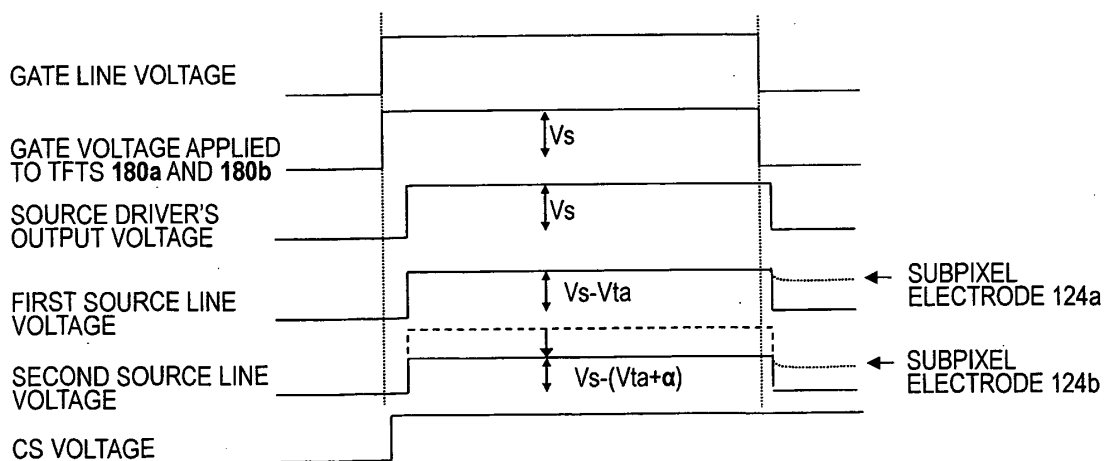 GATE LINE VOLTAGE
GATE VOLTAGE APPLIED
TO TFTS 180a AND 180b
Vs
SOURCE DRIVER'S
OUTPUT VOLTAGE
Vs
FIRST SOURCE LINE
VOLTAGE
Vs-Vta
SUBPIXEL
ELECTRODE 124a
SECOND SOURCE LINE
VOLTAGE
Vs-(Vta+α)
SUBPIXEL
ELECTRODE 124b
CS VOLTAGE